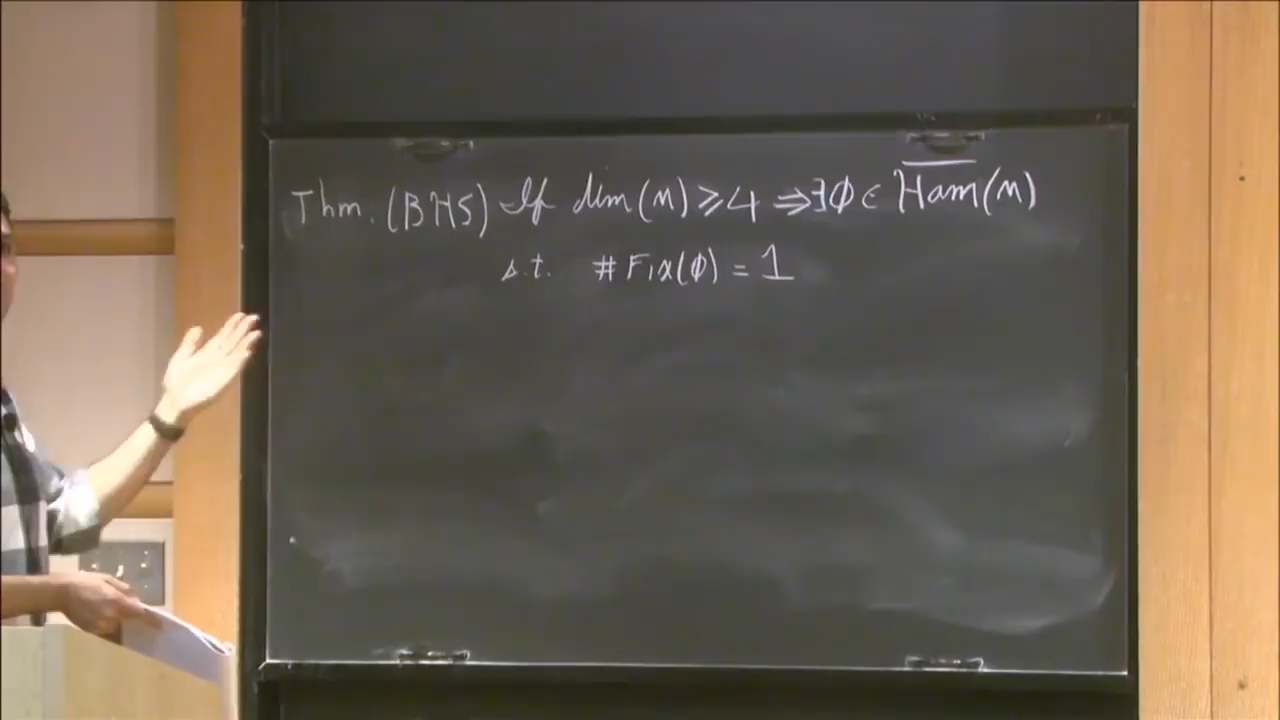 Thm. (BHS) If dim(M) ⩾ 4 ⇒ ∃ϕ ∈ \overline{Ham}(M)
s.t. # Fix(ϕ) = 1